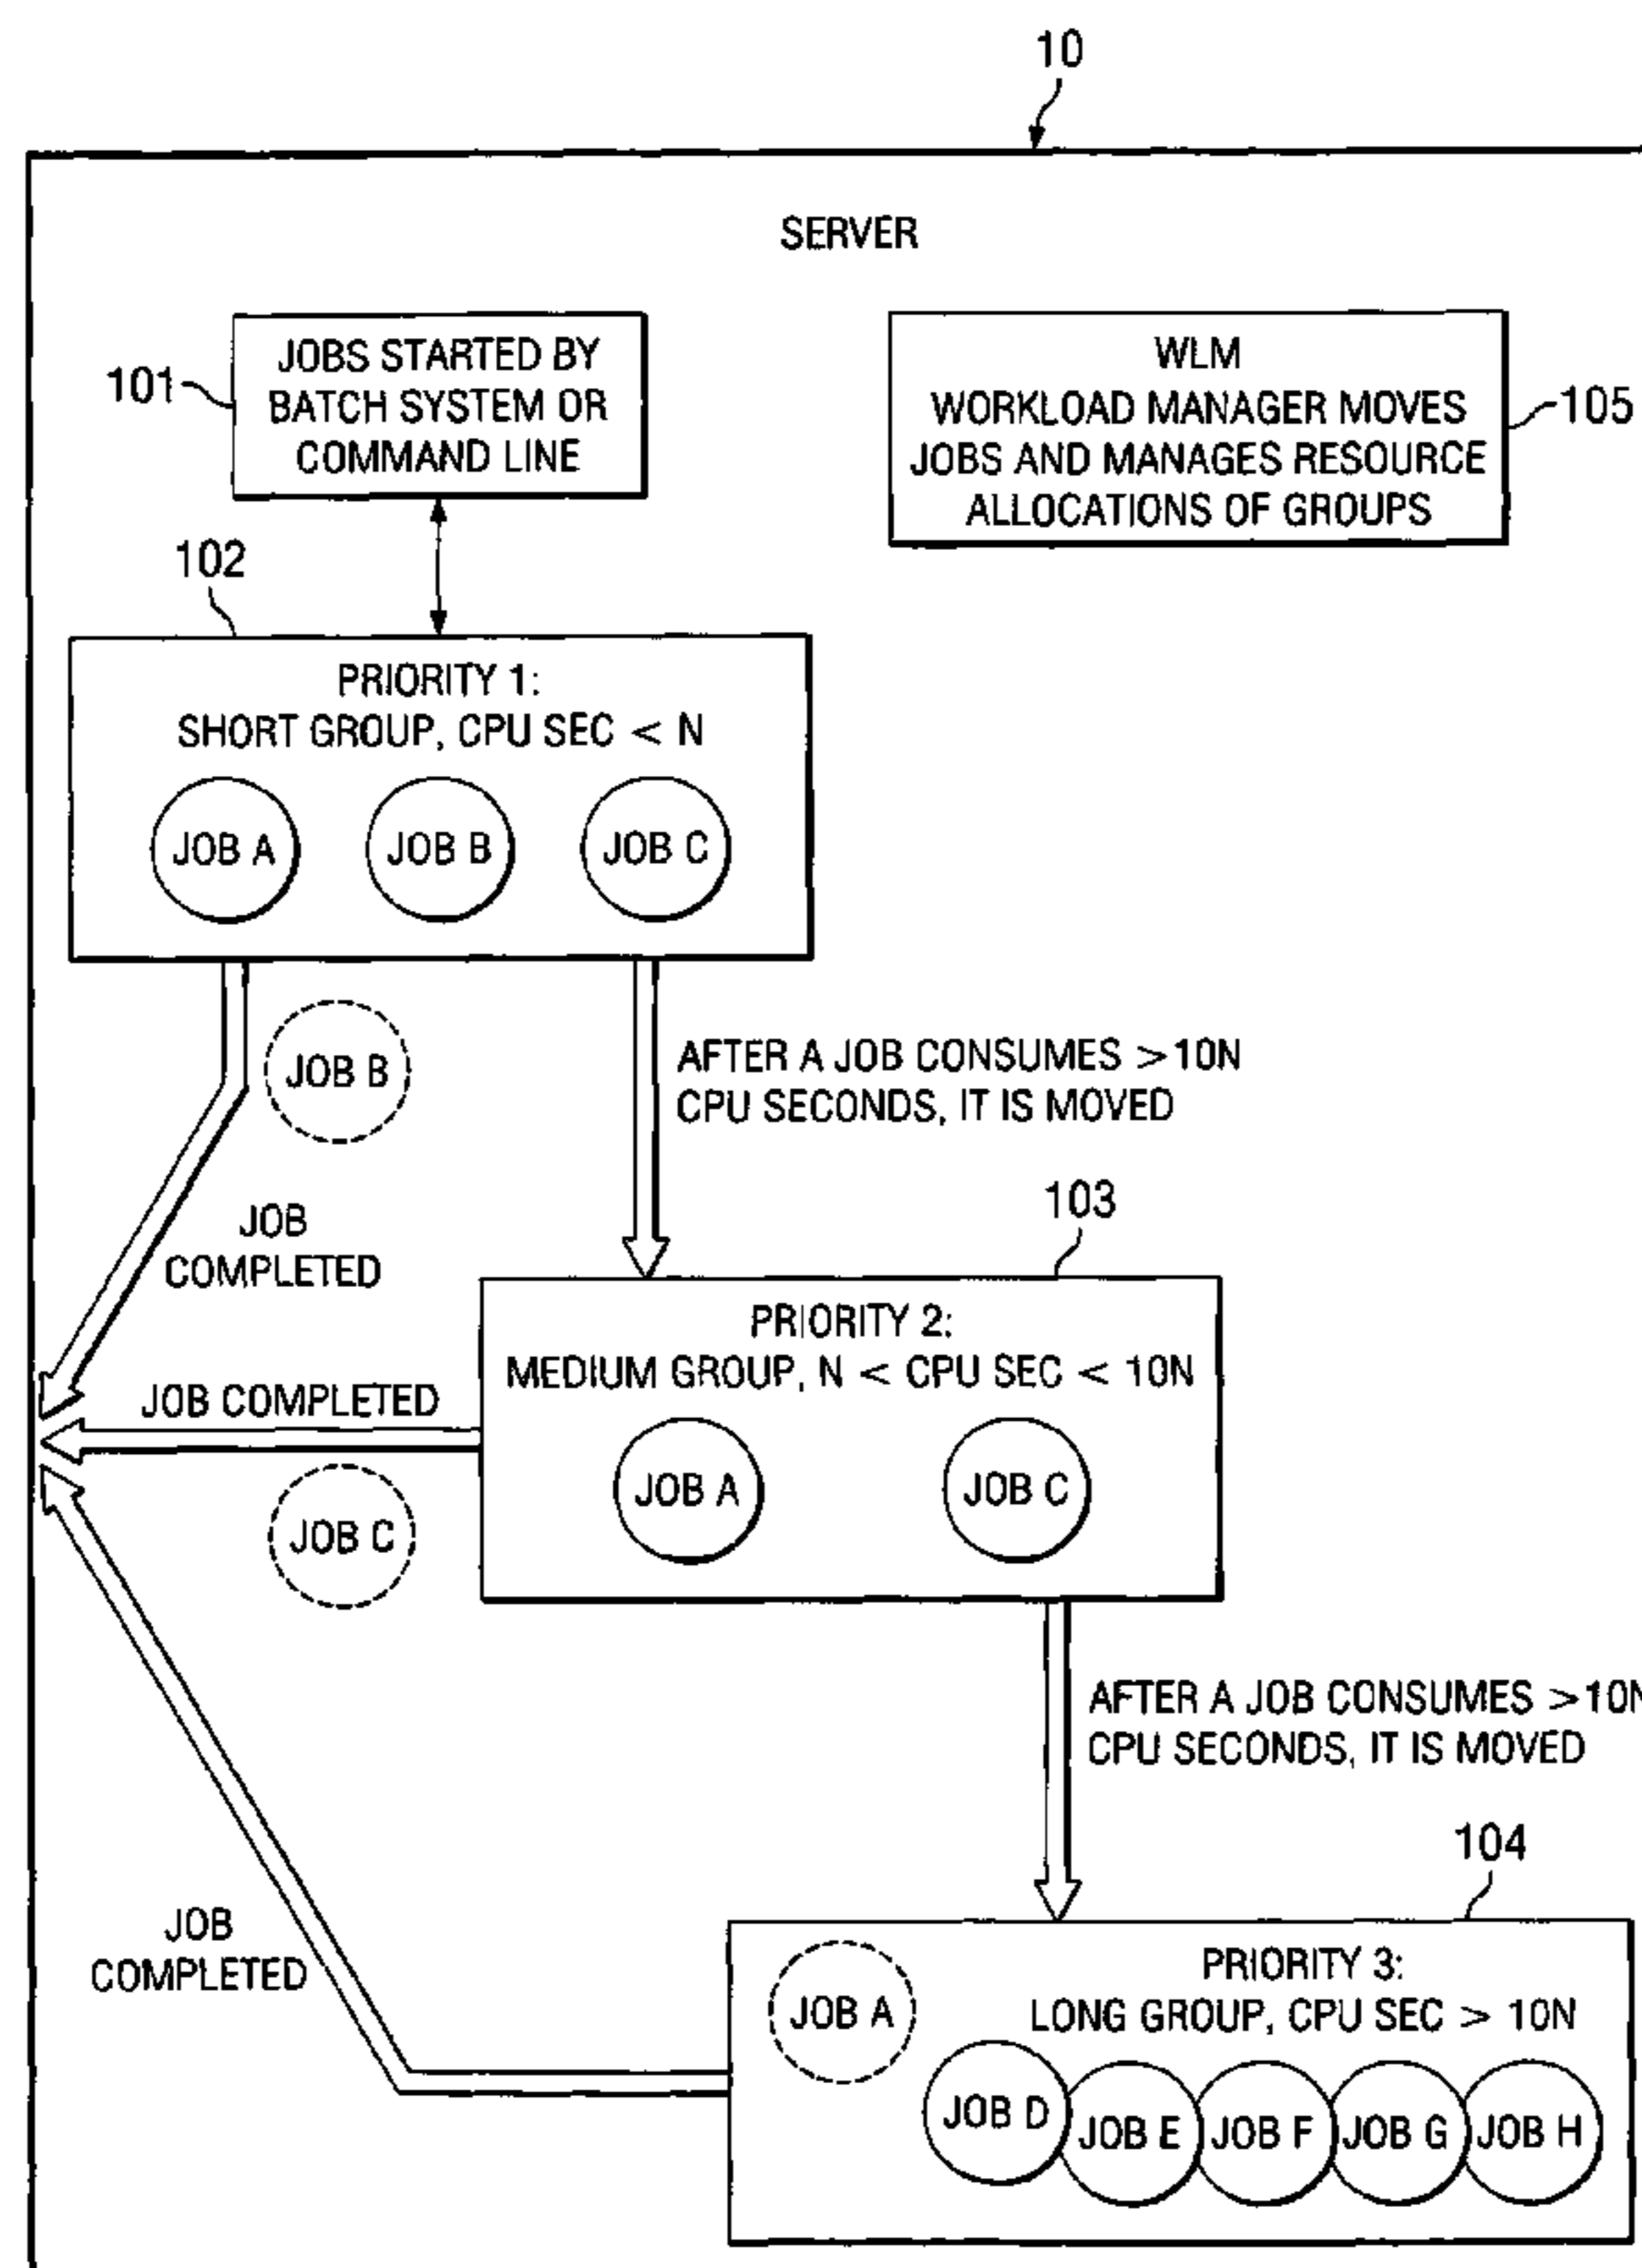 10
SERVER
101
JOBS STARTED BY
BATCH SYSTEM OR
COMMAND LINE
WLM
WORKLOAD MANAGER MOVES
JOBS AND MANAGES RESOURCE
ALLOCATIONS OF GROUPS
105
102
PRIORITY 1:
SHORT GROUP, CPU SEC < N
JOB A
JOB B
JOB C
JOB B
AFTER A JOB CONSUMES >10N
CPU SECONDS, IT IS MOVED
JOB
COMPLETED
103
PRIORITY 2:
MEDIUM GROUP, N < CPU SEC < 10N
JOB A
JOB C
JOB COMPLETED
JOB C
AFTER A JOB CONSUMES >10N
CPU SECONDS, IT IS MOVED
104
JOB
COMPLETED
PRIORITY 3:
LONG GROUP, CPU SEC > 10N
JOB A
JOB D
JOB E
JOB F
JOB G
JOB H